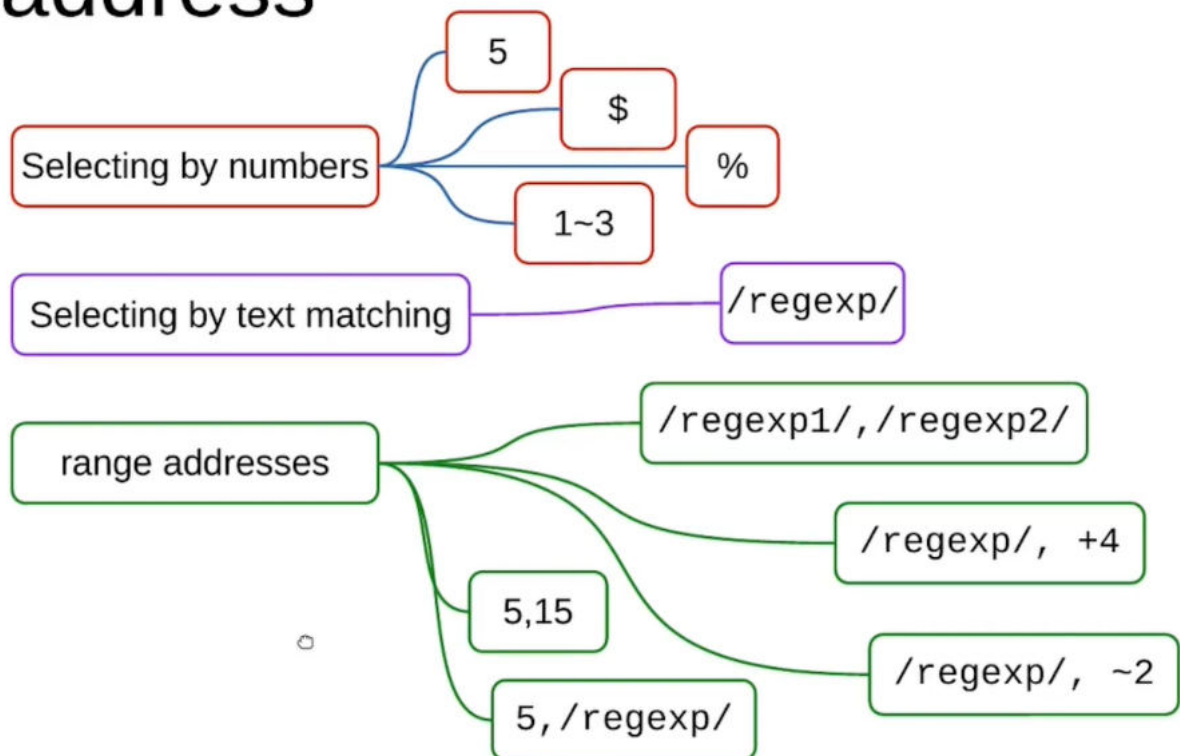 address
5
$
Selecting by numbers
%
1~3
Selecting by text matching
/regexp/
range addresses
/regexp1/,/regexp2/
/regexp/, +4
5,15
/regexp/, ~2
5,/regexp/